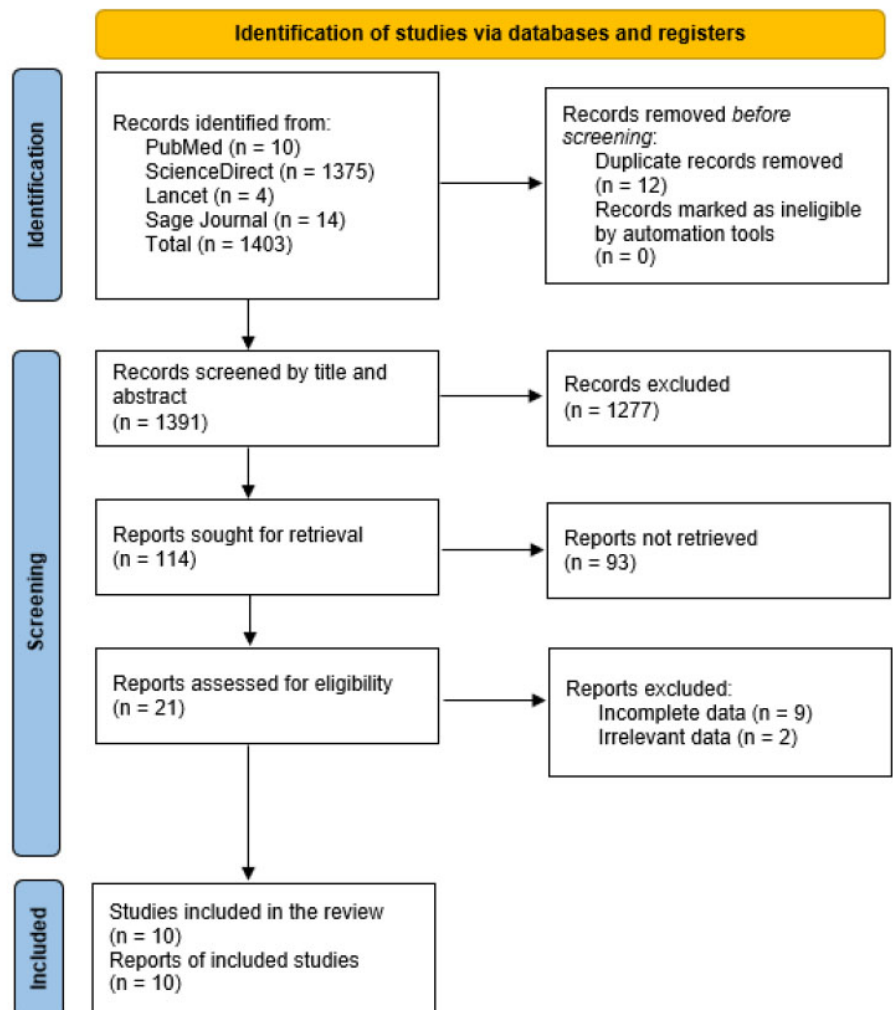 Identification of studies via databases and registers
Identification
Records identified from:
PubMed (n = 10)
ScienceDirect (n = 1375)
Lancet (n = 4)
Sage Journal (n = 14)
Total (n = 1403)
Records removed before
screening:
Duplicate records removed
(n = 12)
Records marked as ineligible
by automation tools
(n = 0)
Screening
Records screened by title and
abstract
(n = 1391)
Records excluded
(n = 1277)
Reports sought for retrieval
(n = 114)
Reports not retrieved
(n = 93)
Reports assessed for eligibility
(n = 21)
Reports excluded:
Incomplete data (n = 9)
Irrelevant data (n = 2)
Included
Studies included in the review
(n = 10)
Reports of included studies
(n = 10)